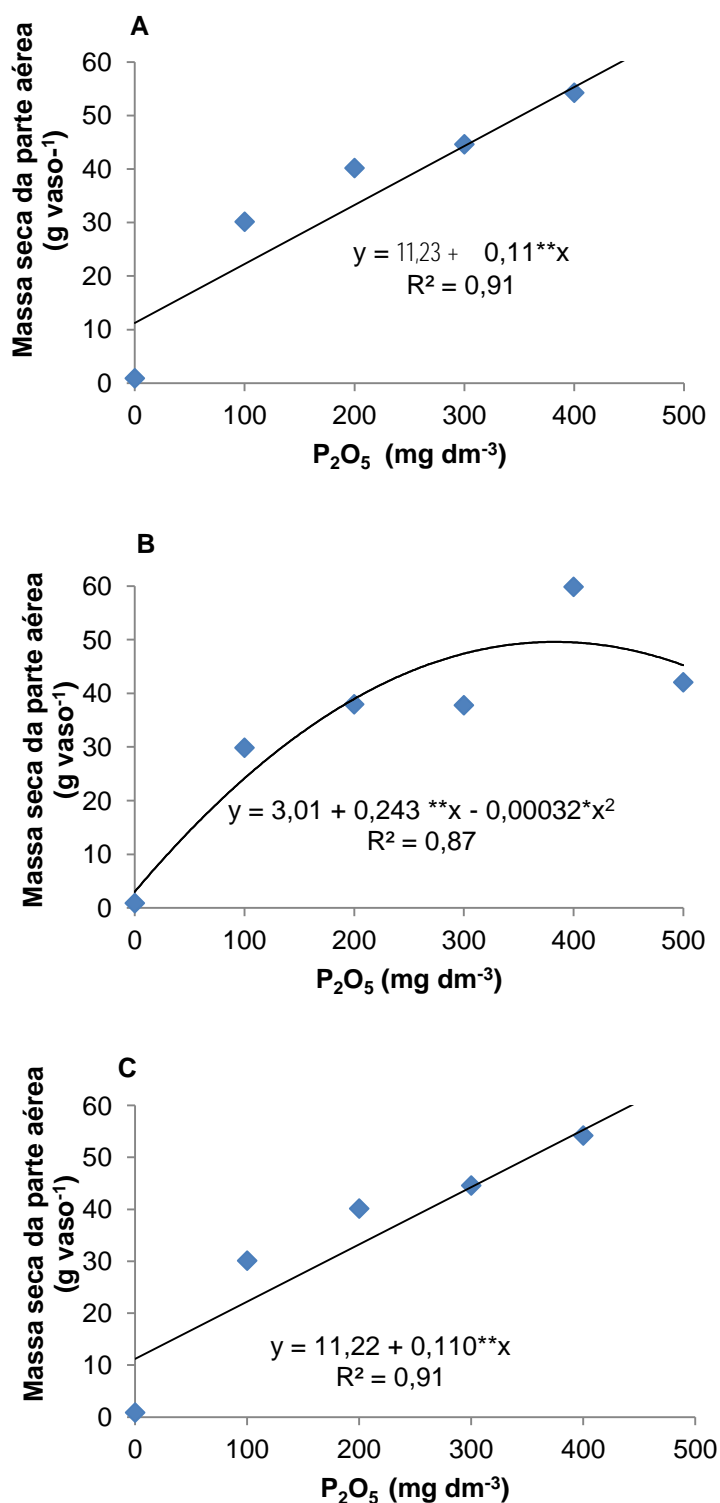 A
Massa seca da parte aérea
(g vaso-¹)
60
50
40
30
20
10
0
y = 11,23 + 0,11**x
R² = 0,91
0 100 200 300 400 500
P₂O₅ (mg dm⁻³)
B
Massa seca da parte aérea
(g vaso⁻¹)
60
50
40
30
20
10
0
y = 3,01 + 0,243 **x - 0,00032*x²
R² = 0,87
0 100 200 300 400 500
P₂O₅ (mg dm⁻³)
C
Massa seca da parte aérea
(g vaso⁻¹)
60
50
40
30
20
10
0
y = 11,22 + 0,110**x
R² = 0,91
0 100 200 300 400 500
P₂O₅ (mg dm⁻³)